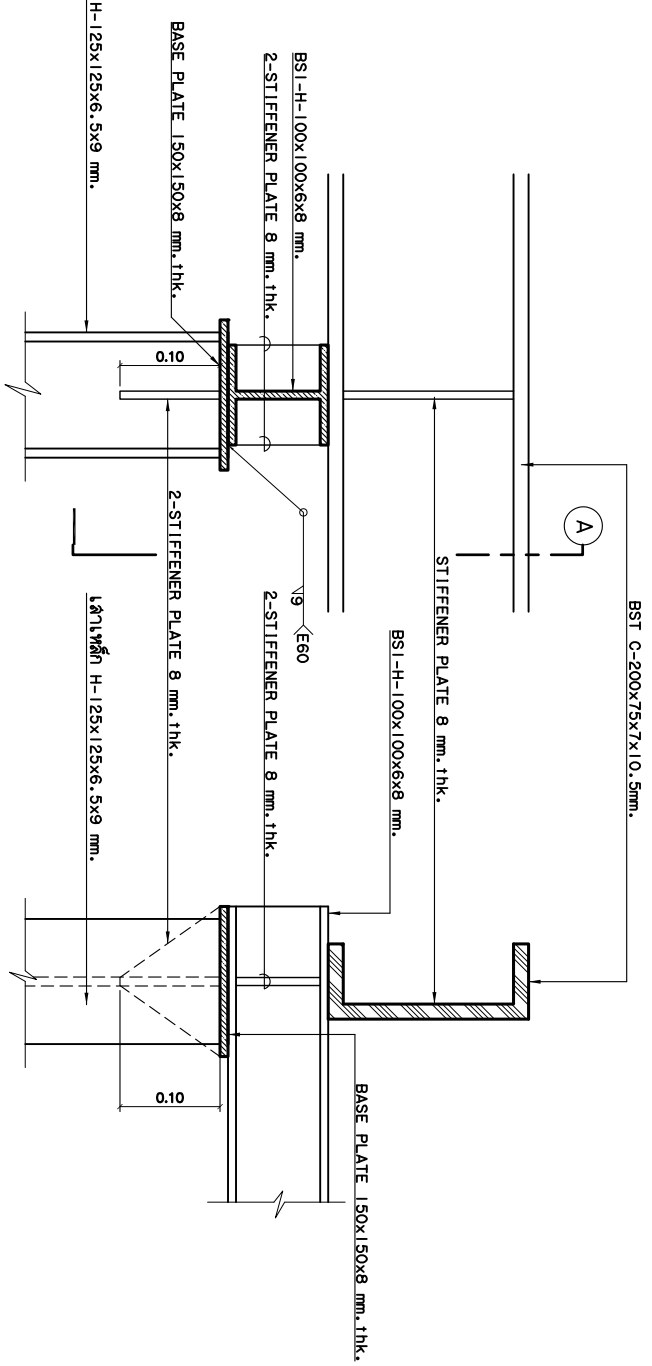 BST C-200x75x7x10.5mm.
A
STIFFENER PLATE 8 mm.thk.
BS1-H-100x100x6x8 mm.
2-STIFFENER PLATE 8 mm.thk.
BASE PLATE 150x150x8 mm.thk.
H-125x125x6.5x9 mm.
0.10
E60
9
2-STIFFENER PLATE 8 mm.thk.
BS1-H-100x100x6x8 mm.
2-STIFFENER PLATE 8 mm.thk.
BASE PLATE 150x150x8 mm.thk.
เสาเหล็ก H-125x125x6.5x9 mm.
0.10